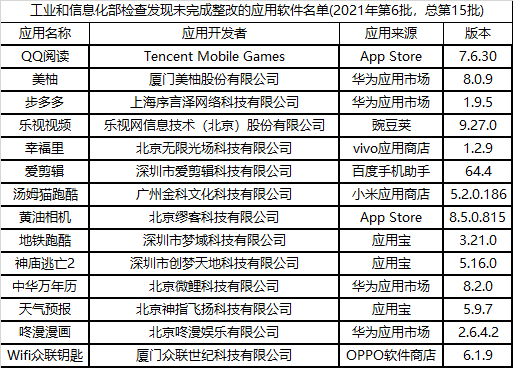 工业和信息化部检查发现未完成整改的应用软件名单(2021年第6批，总第15批)
应用名称 应用开发者 应用来源 版本
QQ阅读 Tencent Mobile Games App Store 7.6.30
美柚 厦门美柚股份有限公司 华为应用市场 8.0.9
步多多 上海序言泽网络科技有限公司 华为应用市场 1.9.5
乐视视频 乐视网信息技术（北京）股份有限公司 豌豆荚 9.27.0
幸福里 北京无限光场科技有限公司 vivo应用商店 1.2.9
爱剪辑 深圳市爱剪辑科技有限公司 百度手机助手 64.4
汤姆猫跑酷 广州金科文化科技有限公司 小米应用商店 5.2.0.186
黄油相机 北京缪客科技有限公司 App Store 8.5.0.815
地铁跑酷 深圳市梦域科技有限公司 应用宝 3.21.0
神庙逃亡2 深圳市创梦天地科技有限公司 应用宝 5.16.0
中华万年历 北京微鲤科技有限公司 华为应用市场 8.2.0
天气预报 北京神指飞扬科技有限公司 应用宝 5.9.7
咚漫漫画 北京咚漫娱乐有限公司 华为应用市场 2.6.4.2
Wifi众联钥匙 厦门众联世纪科技有限公司 OPPO软件商店 6.1.9